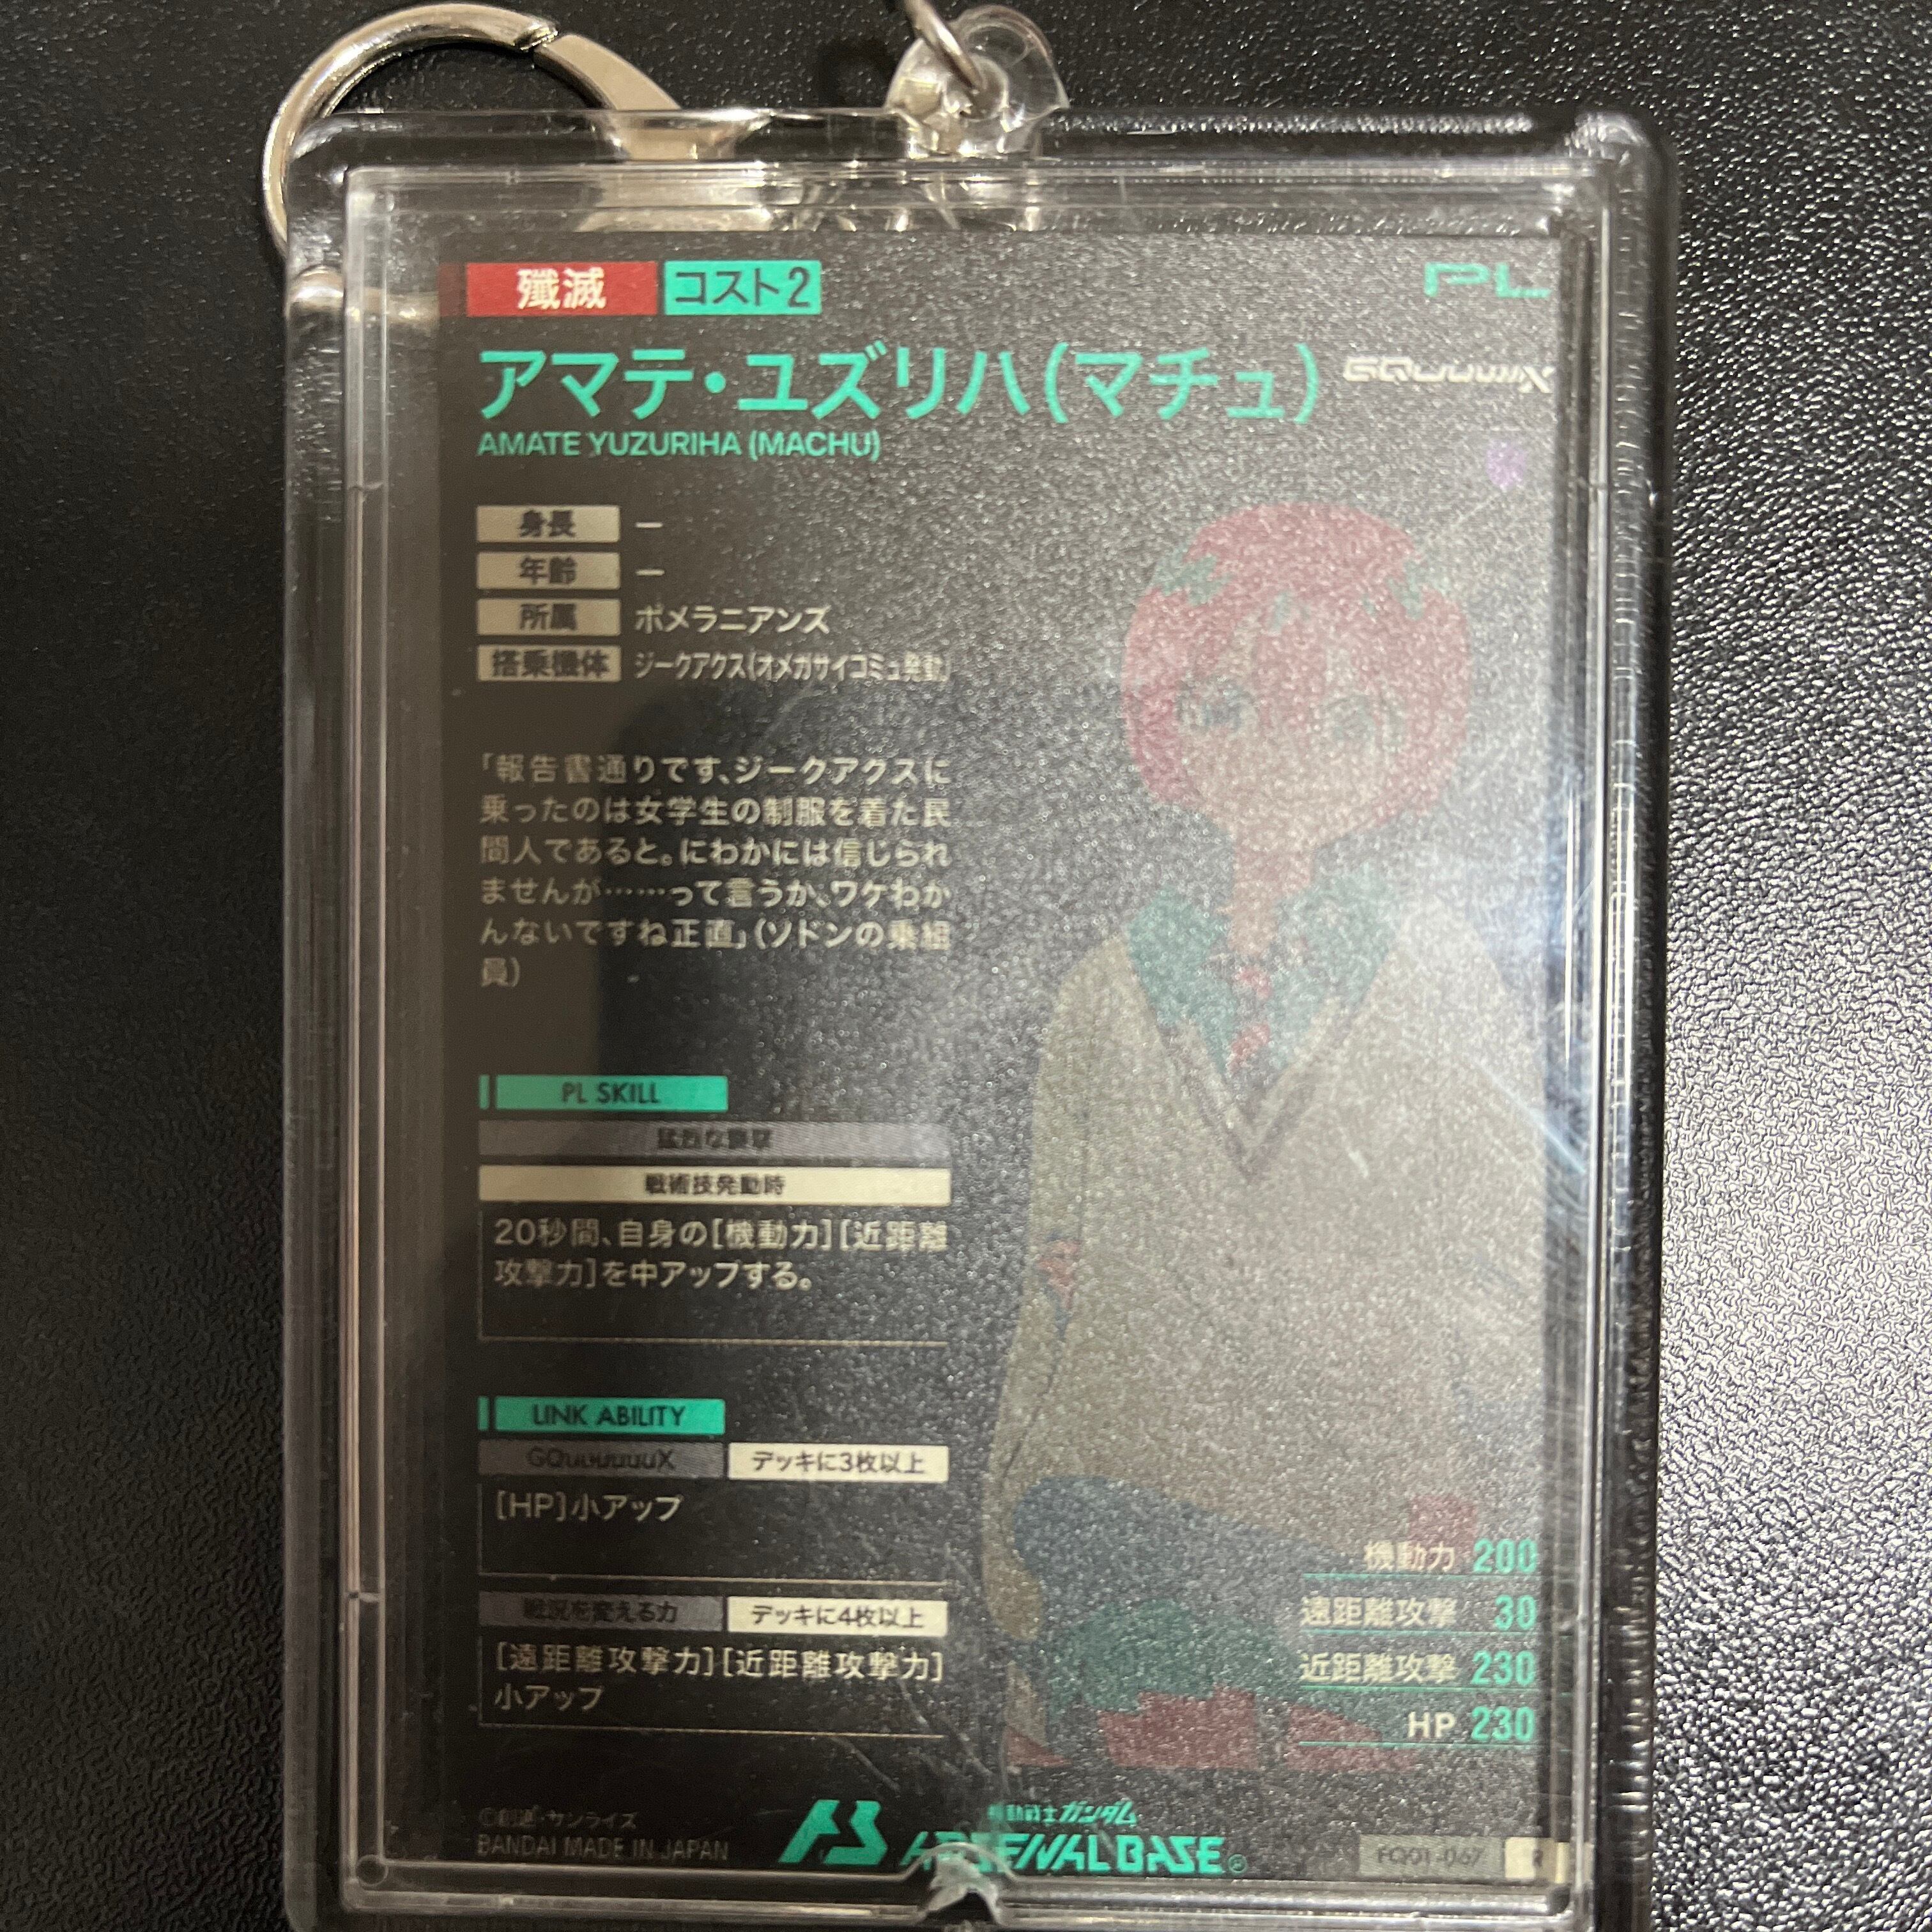 殲滅 コスト2
PL
アマテ・ユズリハ(マチュ)
GQuuuuuuX
AMATE YUZURIHA (MACHU)
身長 ー
年齢 ー
所属 ポメラニアンズ
搭乗機体 ジークアクス(オメガサイコミュ発動)
「報告書通りです、ジークアクスに
乗ったのは女学生の制服を着た民
間人であると。にわかには信じられ
ませんが……って言うか、ワケわか
んないですね正直」(ソドンの乗組
員)
PL SKILL
猛烈な襲撃
戦術技発動時
20秒間、自身の[機動力][近距離
攻撃力]を中アップする。
LINK ABILITY
GQuuuuuuX デッキに3枚以上
[HP]小アップ
戦況を変える力 デッキに4枚以上
[遠距離攻撃力][近距離攻撃力]
小アップ
機動力 200
遠距離攻撃 30
近距離攻撃 230
HP 230
©創通・サンライズ
BANDAI MADE IN JAPAN
機動戦士ガンダム
ARSENAL BASE®
FQ01-067 R